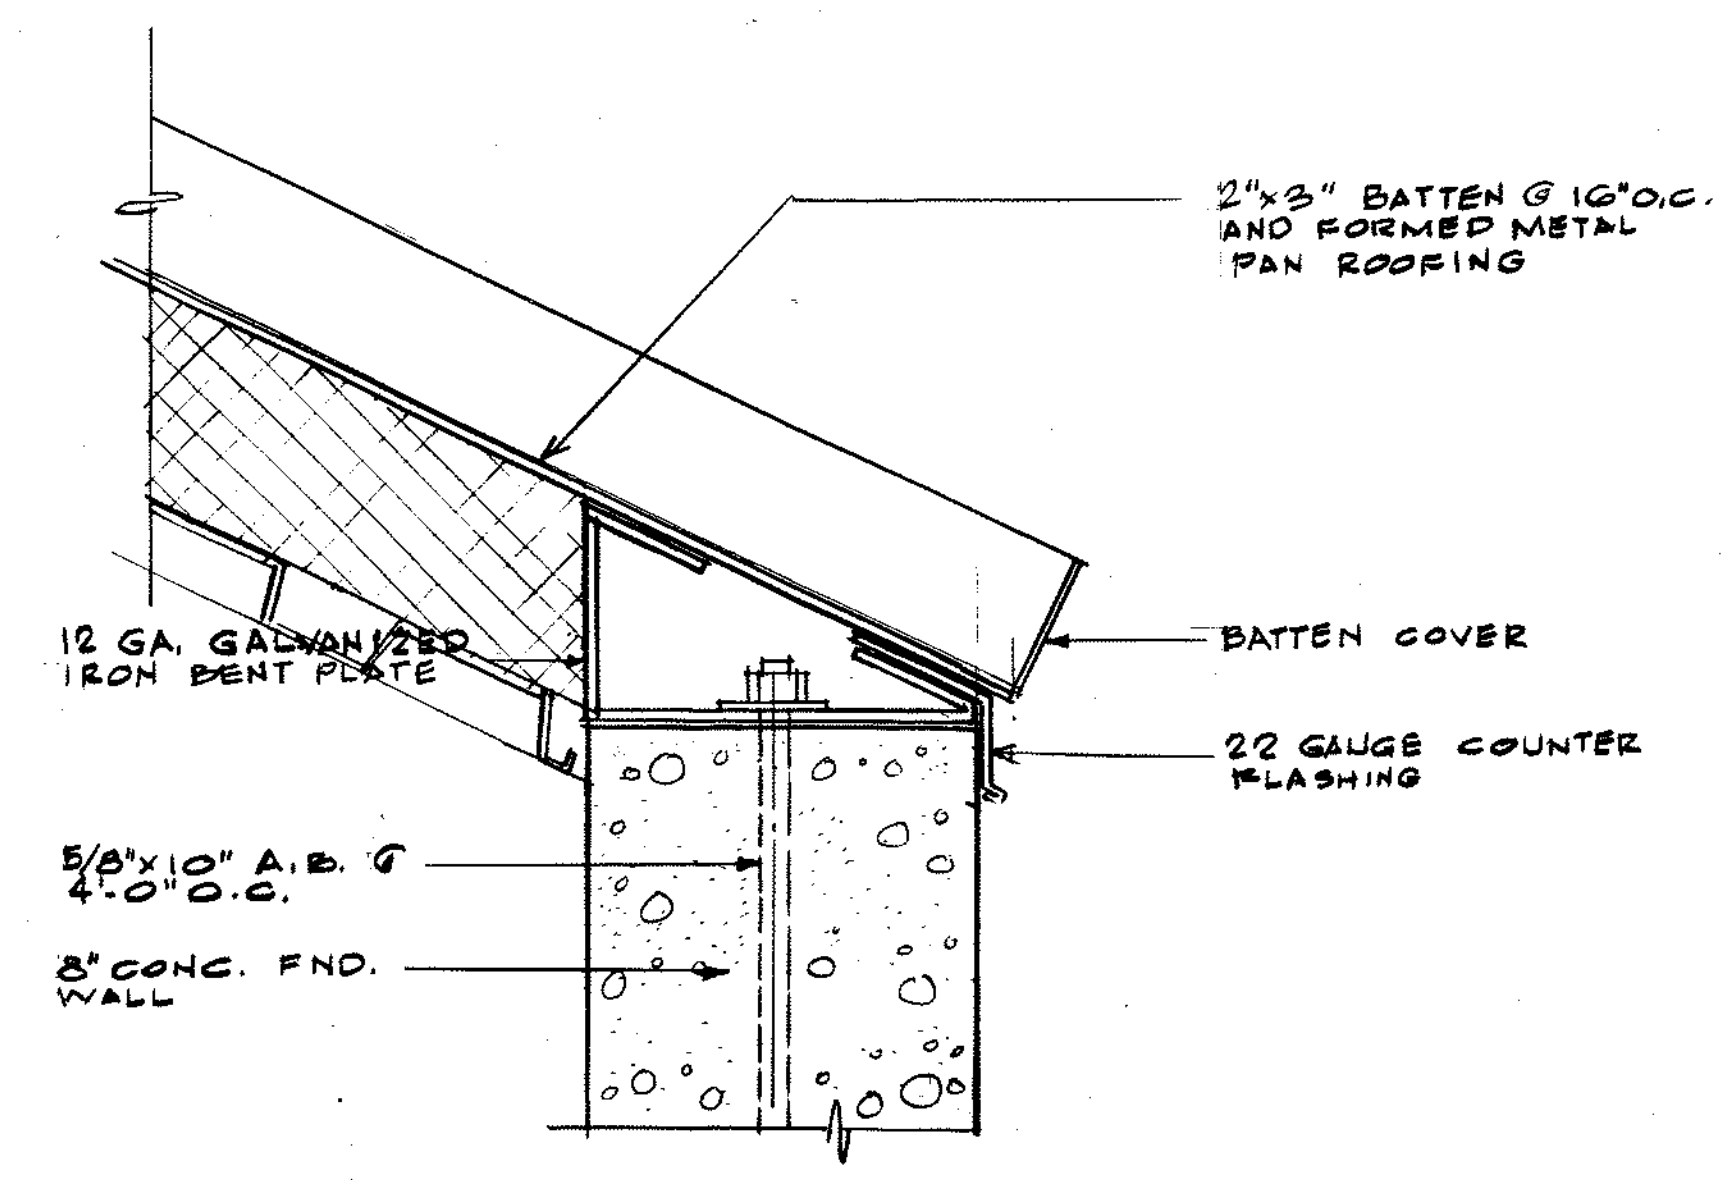 2"x3" BATTEN @ 16"O.C.
AND FORMED METAL
PAN ROOFING
12 GA. GALVANIZED
IRON BENT PLATE
BATTEN COVER
22 GAUGE COUNTER
FLASHING
5/8"x10" A.B. @
4'-0" O.C.
8" CONC. FND.
WALL